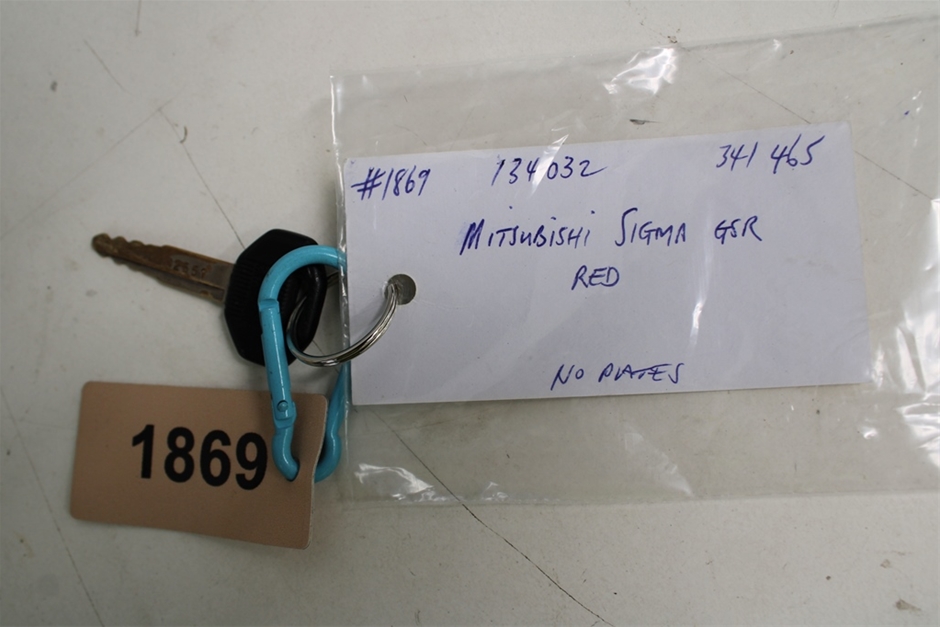 #1869 134032 341 465
MITSUBISHI SIGMA GSR
RED
NO PLATES
1869